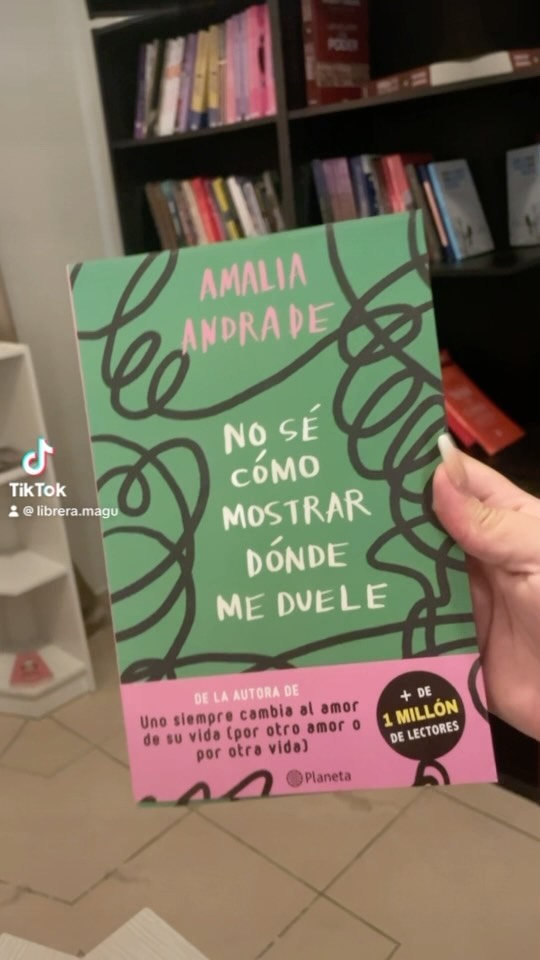 PODER
AMALIA
ANDRADE
NO SÉ
CÓMO
MOSTRAR
DÓNDE
ME DUELE
DE LA AUTORA DE
Uno siempre cambia al amor
de su vida (por otro amor o
por otra vida)
+ DE
1 MILLÓN
DE LECTORES
Planeta
TikTok
@librera.magu